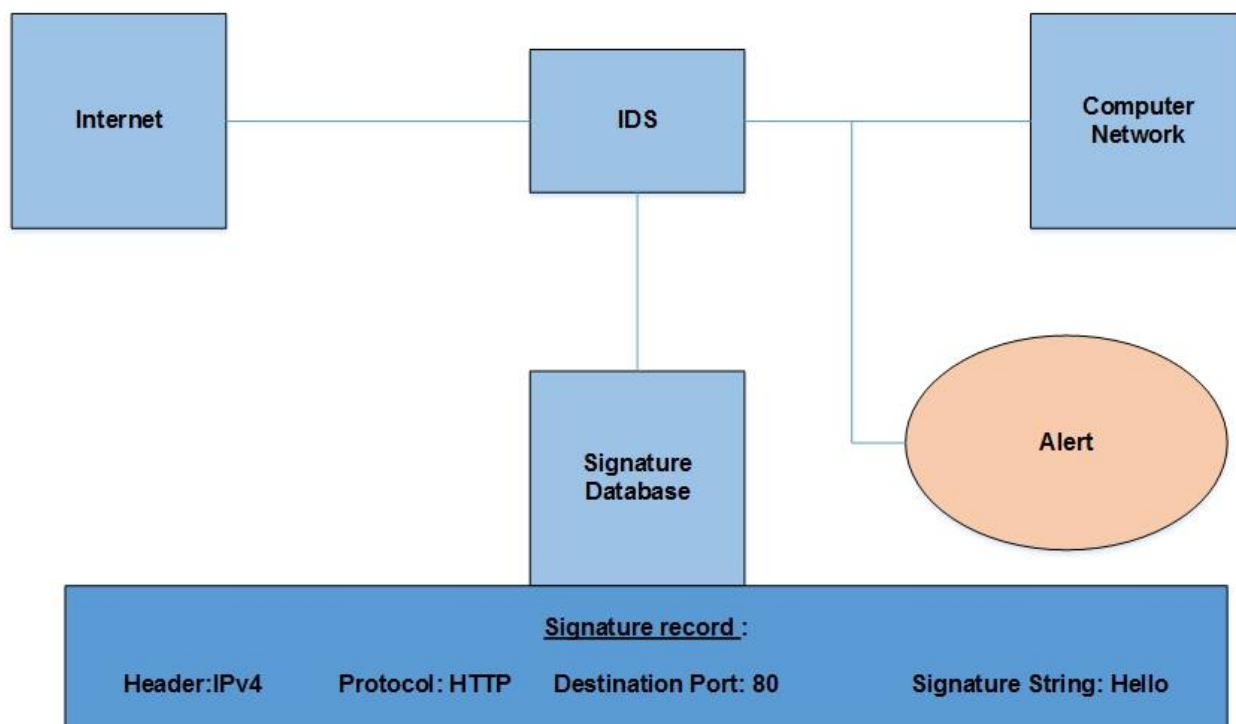 Internet
IDS
Computer
Network
Signature
Database
Alert
Signature record :
Header:IPv4 Protocol: HTTP Destination Port: 80 Signature String: Hello